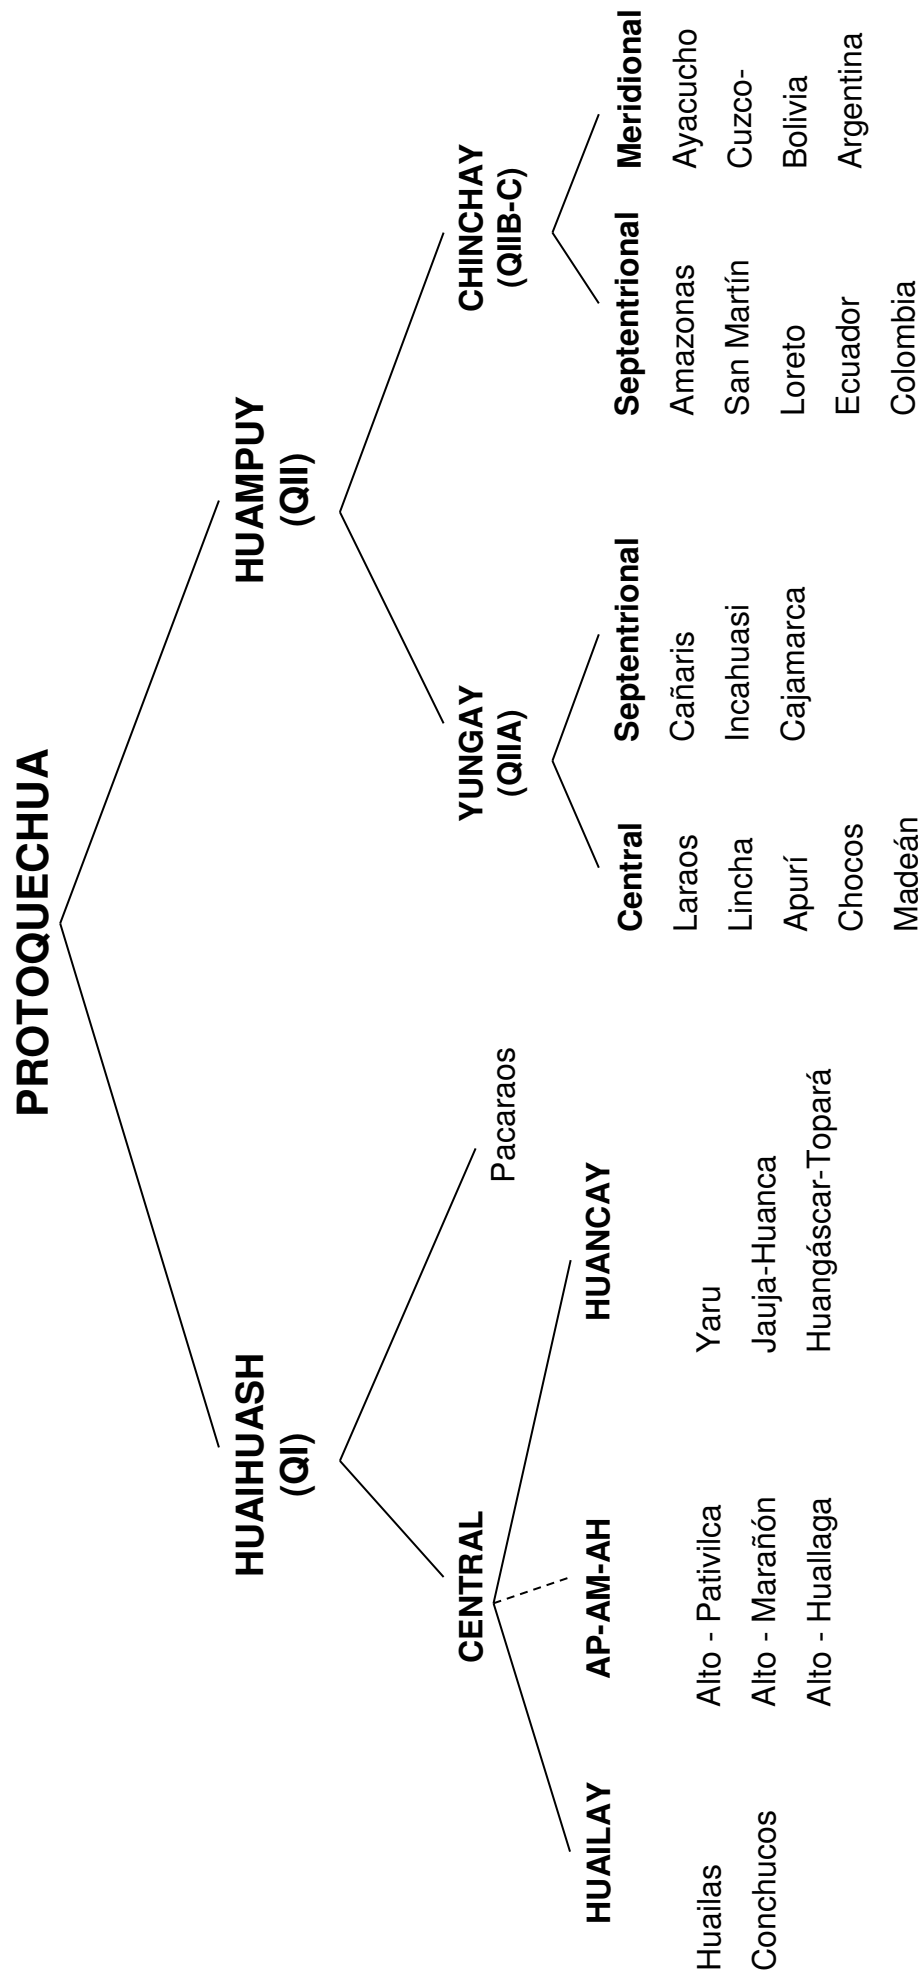 PROTOQUECHUA
HUAIHUASH
(QI)
HUAMPUY
(QII)
CENTRAL
Pacaraos
YUNGAY
(QIIA)
CHINCHAY
(QIIB-C)
HUAILAY
Huailas
Conchucos
AP-AM-AH
Alto - Pativilca
Alto - Marañón
Alto - Huallaga
HUANCAY
Yaru
Jauja-Huanca
Huangáscar-Topará
Central
Laraos
Lincha
Apurí
Chocos
Madeán
Septentrional
Cañaris
Incahuasi
Cajamarca
Septentrional
Amazonas
San Martín
Loreto
Ecuador
Colombia
Meridional
Ayacucho
Cuzco-
Bolivia
Argentina